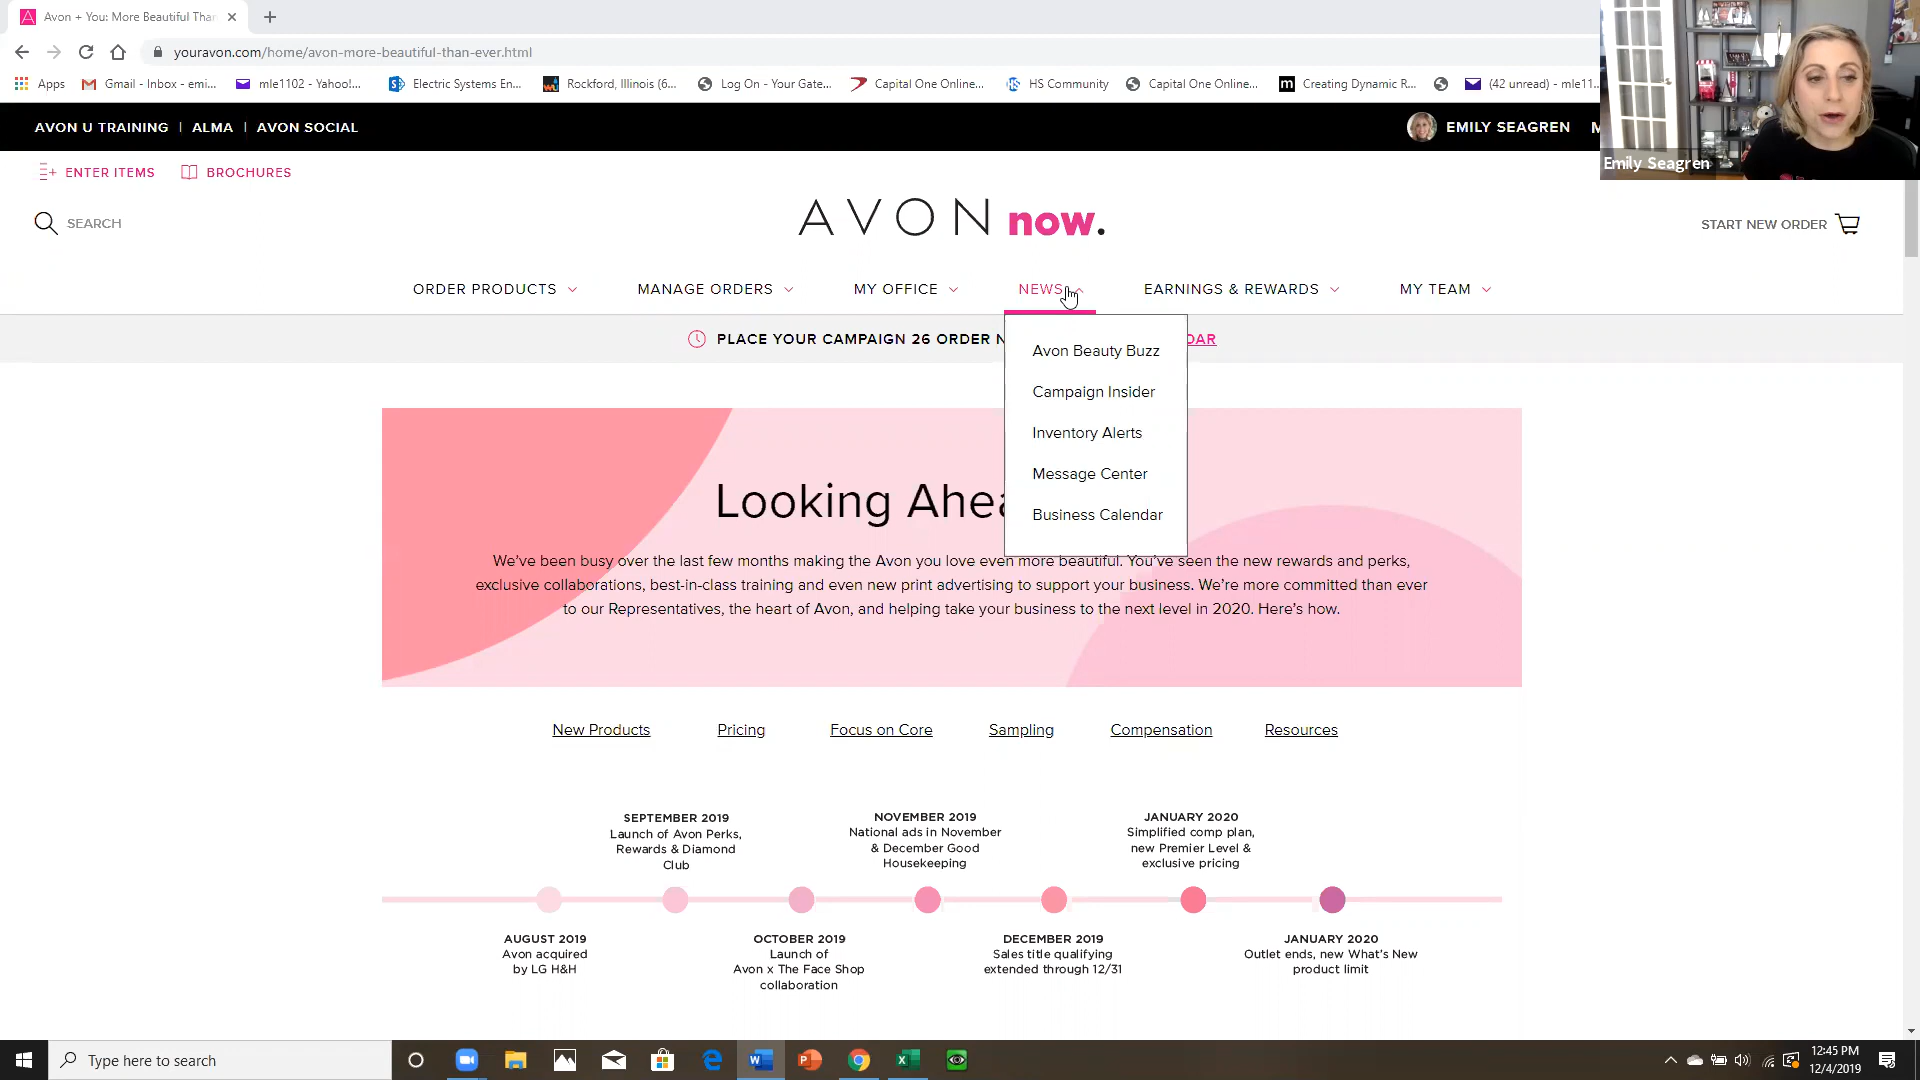 Avon + You: More Beautiful Than
youravon.com/home/avon-more-beautiful-than-ever.html
Apps
Gmail - Inbox - emi...
mle1102 - Yahoo!...
Electric Systems En...
Rockford, Illinois (6...
Log On - Your Gate...
Capital One Online...
HS Community
Capital One Online...
Creating Dynamic R...
(42 unread) - mle11...
AVON U TRAINING | ALMA | AVON SOCIAL
EMILY SEAGREN
Emily Seagren
ENTER ITEMS
BROCHURES
SEARCH
AVON now.
START NEW ORDER
ORDER PRODUCTS
MANAGE ORDERS
MY OFFICE
NEWS
EARNINGS & REWARDS
MY TEAM
PLACE YOUR CAMPAIGN 26 ORDER
Avon Beauty Buzz
Campaign Insider
Inventory Alerts
Message Center
Business Calendar
Looking
We've been busy over the last few months making the Avon you love even more beautiful. You've seen the new rewards and perks,
exclusive collaborations, best-in-class training and even new print advertising to support your business. We're more committed than ever
to our Representatives, the heart of Avon, and helping take your business to the next level in 2020. Here's how.
New Products
Pricing
Focus on Core
Sampling
Compensation
Resources
SEPTEMBER 2019
Launch of Avon Perks,
Rewards & Diamond
Club
NOVEMBER 2019
National ads in November
& December Good
Housekeeping
JANUARY 2020
Simplified comp plan,
new Premier Level &
exclusive pricing
AUGUST 2019
Avon acquired
by LG H&H
OCTOBER 2019
Launch of
Avon x The Face Shop
collaboration
DECEMBER 2019
Sales title qualifying
extended through 12/31
JANUARY 2020
Outlet ends, new What's New
product limit
Type here to search
12:45 PM
12/4/2019